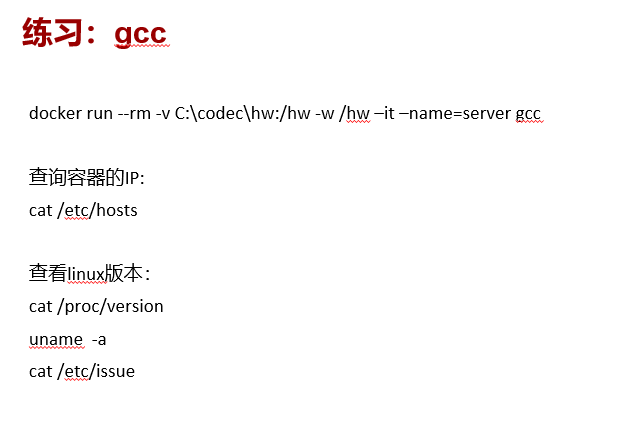 练习：gcc
docker run --rm -v C:\codec\hw:/hw -w /hw –it –name=server gcc
查询容器的IP:
cat /etc/hosts
查看linux版本：
cat /proc/version
uname  -a
cat /etc/issue